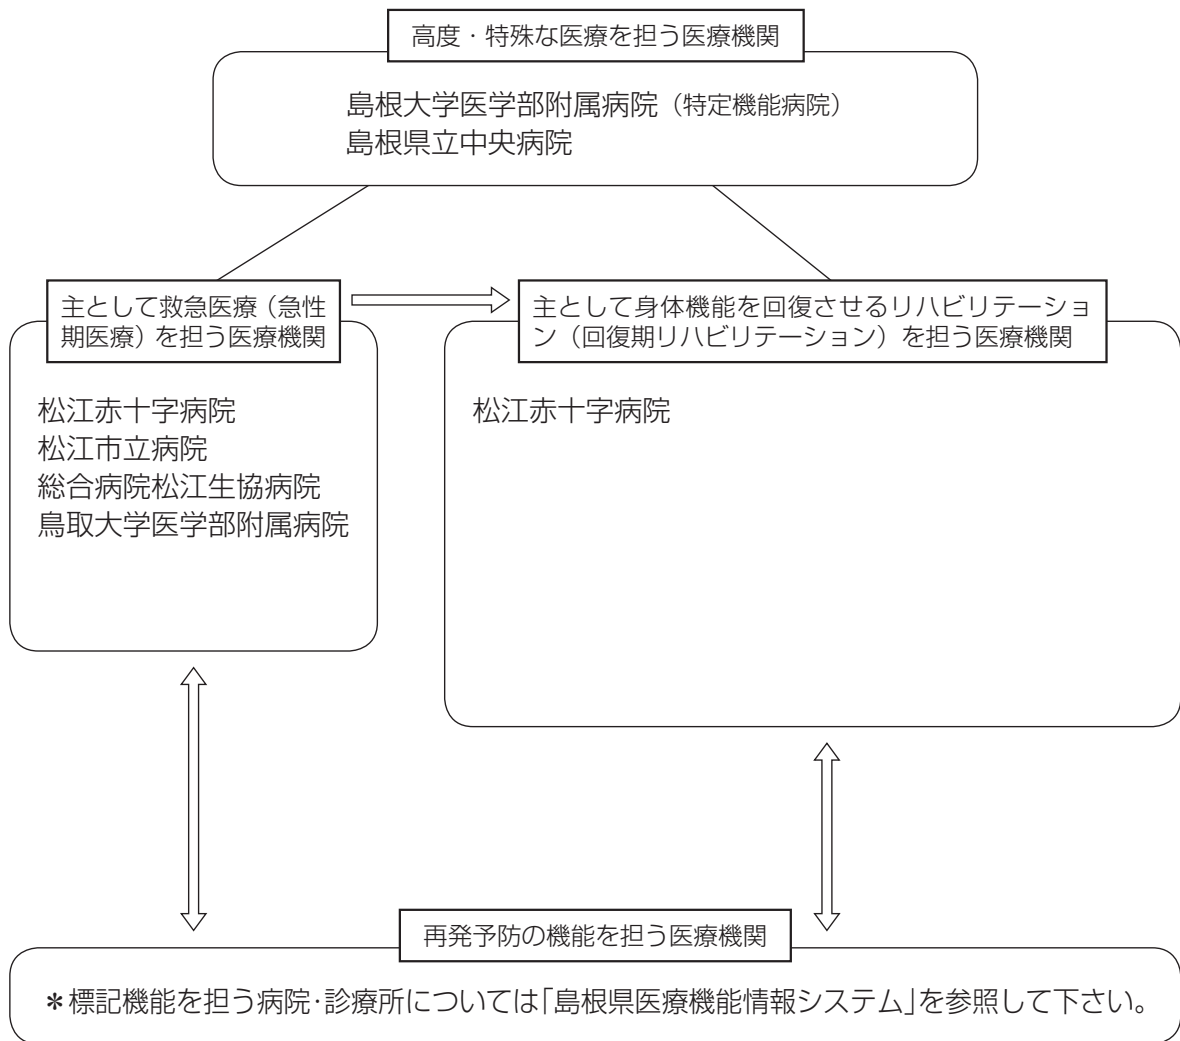 高度・特殊な医療を担う医療機関
島根大学医学部附属病院（特定機能病院）
島根県立中央病院
主として救急医療（急性
期医療）を担う医療機関
松江赤十字病院
松江市立病院
総合病院松江生協病院
鳥取大学医学部附属病院
主として身体機能を回復させるリハビリテーショ
ン（回復期リハビリテーション）を担う医療機関
松江赤十字病院
再発予防の機能を担う医療機関
＊標記機能を担う病院・診療所については「島根県医療機能情報システム」を参照して下さい。